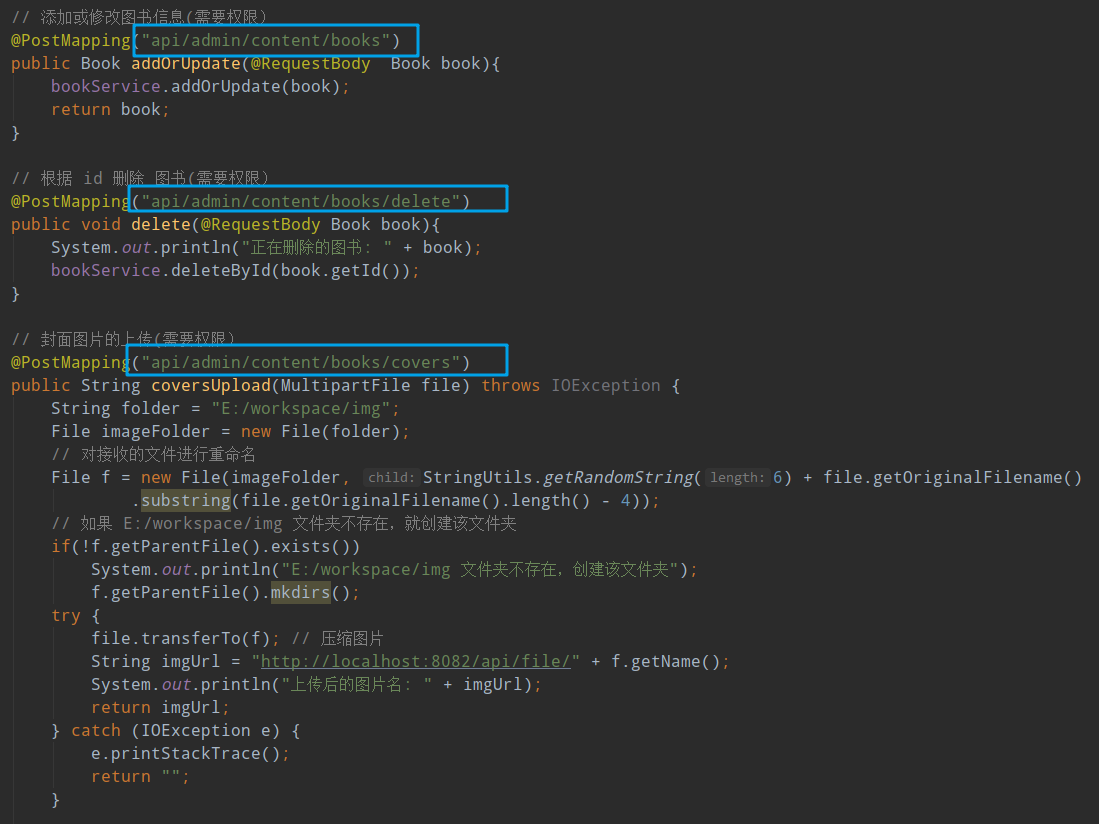 // 添加或修改图书信息(需要权限)
@PostMapping("api/admin/content/books")
public Book addOrUpdate(@RequestBody  Book book){
    bookService.addOrUpdate(book);
    return book;
}
// 根据 id 删除 图书(需要权限)
@PostMapping("api/admin/content/books/delete")
public void delete(@RequestBody Book book){
    System.out.println("正在删除的图书: " + book);
    bookService.deleteById(book.getId());
}
// 封面图片的上传(需要权限)
@PostMapping("api/admin/content/books/covers")
public String coversUpload(MultipartFile file) throws IOException {
    String folder = "E:/workspace/img";
    File imageFolder = new File(folder);
    // 对接收的文件进行重命名
    File f = new File(imageFolder, child: StringUtils.getRandomString( length: 6) + file.getOriginalFilename()
            .substring(file.getOriginalFilename().length() - 4));
    // 如果 E:/workspace/img 文件夹不存在，就创建该文件夹
    if(!f.getParentFile().exists())
        System.out.println("E:/workspace/img 文件夹不存在，创建该文件夹");
        f.getParentFile().mkdirs();
    try {
        file.transferTo(f); // 压缩图片
        String imgUrl = "http://localhost:8082/api/file/" + f.getName();
        System.out.println("上传后的图片名: " + imgUrl);
        return imgUrl;
    } catch (IOException e) {
        e.printStackTrace();
        return "";
    }